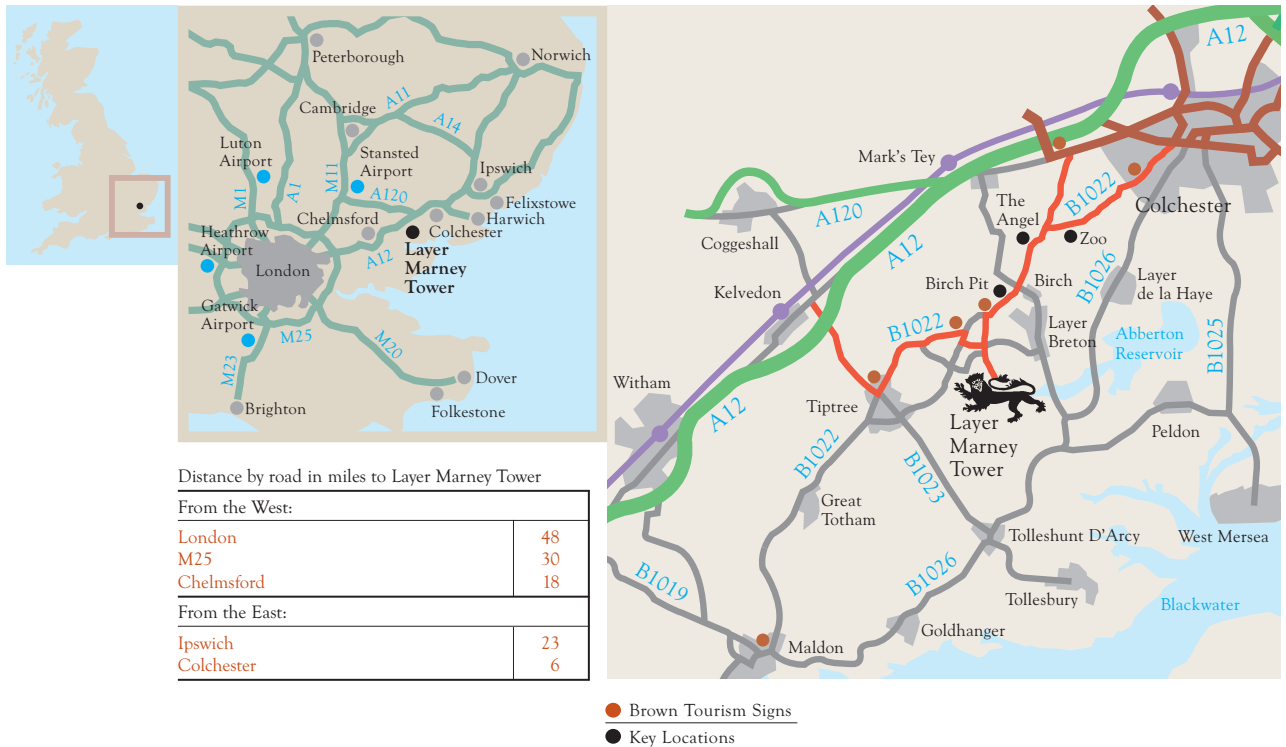 Peterborough
Norwich
Cambridge
A11
A14
Luton
Airport
Stansted
Airport
M11
M1
A1
A120
Ipswich
Felixstowe
Harwich
Chelmsford
Colchester
Heathrow
Airport
London
A12
Layer
Marney
Tower
Gatwick
Airport
M25
M20
M23
Dover
Folkestone
Brighton
A12
Mark's Tey
B1022
The
Angel
Colchester
A120
Coggeshall
A12
Zoo
B1026
Kelvedon
Birch Pit
Birch
Layer
de la Haye
B1022
Layer
Breton
Abberton
Reservoir
B1025
Witham
A12
Tiptree
Layer
Marney
Tower
Peldon
B1022
B1023
Great
Totham
Tolleshunt D'Arcy
West Mersea
B1019
B1026
Tollesbury
Blackwater
Goldhanger
Maldon
Distance by road in miles to Layer Marney Tower
From the West:
London 48
M25 30
Chelmsford 18
From the East:
Ipswich 23
Colchester 6
Brown Tourism Signs
Key Locations